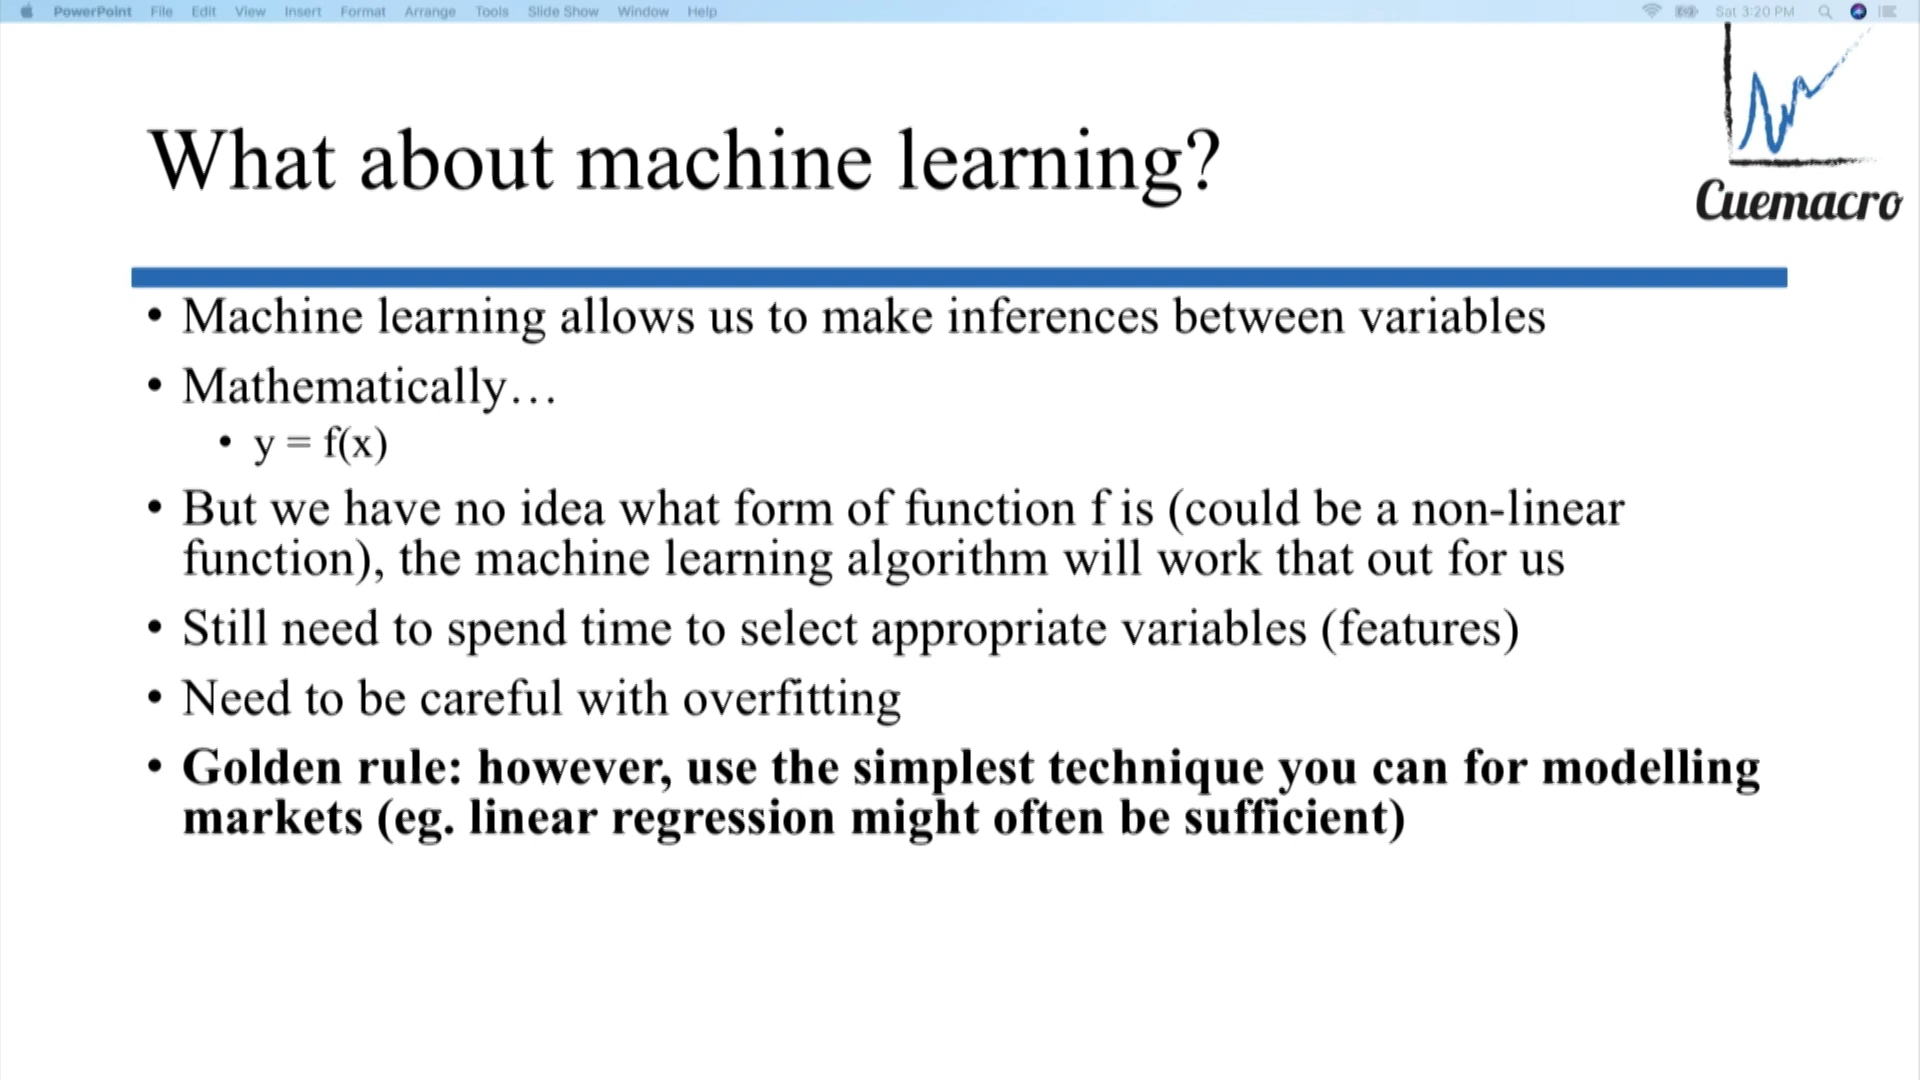 PowerPoint File Edit View Insert Format Arrange Tools Slide Show Window Help Sat 3:20 PM
What about machine learning?
Cuemacro
• Machine learning allows us to make inferences between variables
• Mathematically…
• y = f(x)
• But we have no idea what form of function f is (could be a non-linear
function), the machine learning algorithm will work that out for us
• Still need to spend time to select appropriate variables (features)
• Need to be careful with overfitting
• Golden rule: however, use the simplest technique you can for modelling
markets (eg. linear regression might often be sufficient)